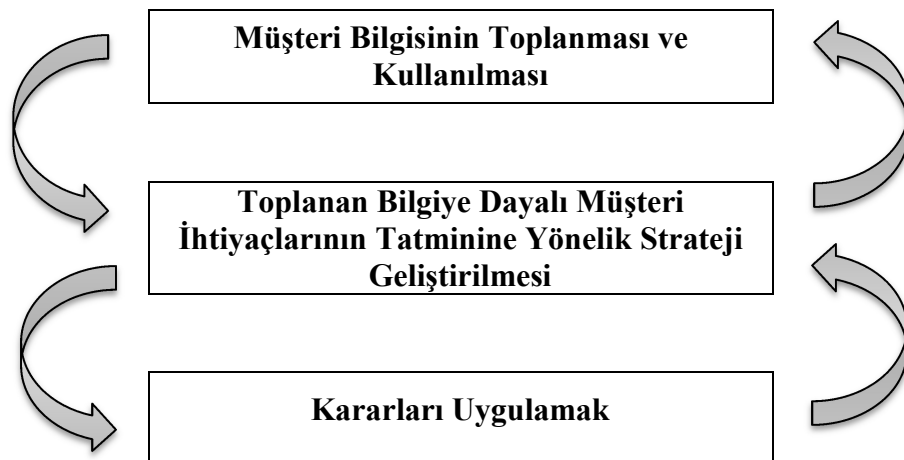 Müşteri Bilgisinin Toplanması ve
Kullanılması
Toplanan Bilgiye Dayalı Müşteri
İhtiyaçlarının Tatminine Yönelik Strateji
Geliştirilmesi
Kararları Uygulamak